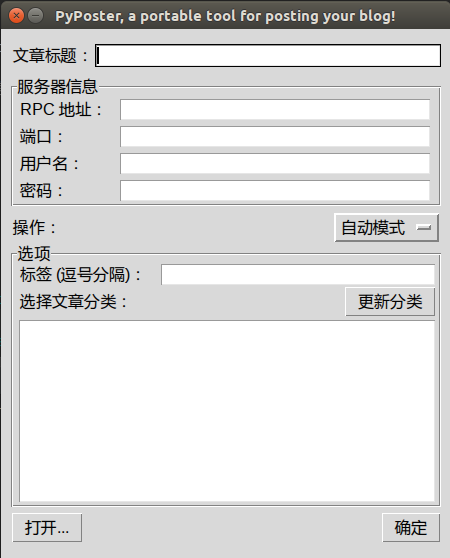 PyPoster, a portable tool for posting your blog!
文章标题：
服务器信息
RPC 地址：
端口：
用户名：
密码：
操作： 自动模式
选项
标签 (逗号分隔)：
选择文章分类： 更新分类
打开... 确定